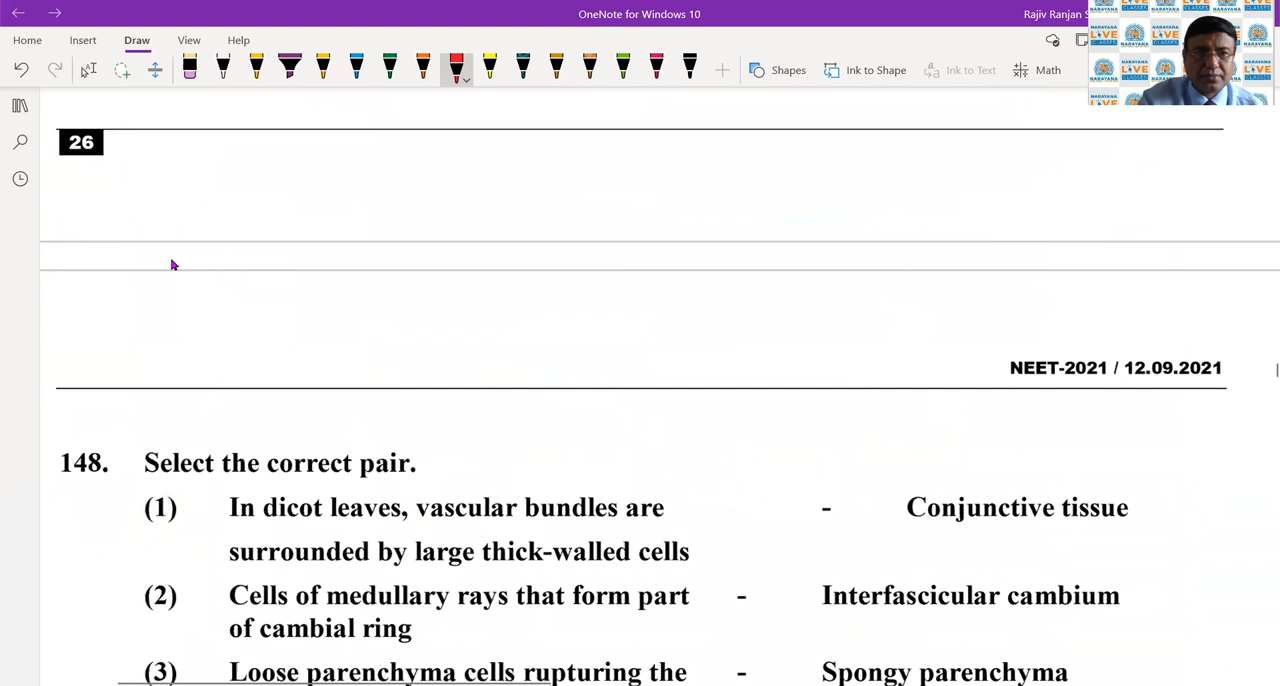 OneNote for Windows 10
Rajiv Ranjan S
Home Insert Draw View Help
Shapes Ink to Shape Ink to Text Math
26
NEET-2021 / 12.09.2021
148. Select the correct pair.
(1) In dicot leaves, vascular bundles are - Conjunctive tissue
surrounded by large thick-walled cells
(2) Cells of medullary rays that form part - Interfascicular cambium
of cambial ring
(3) Loose parenchyma cells rupturing the - Spongy parenchyma